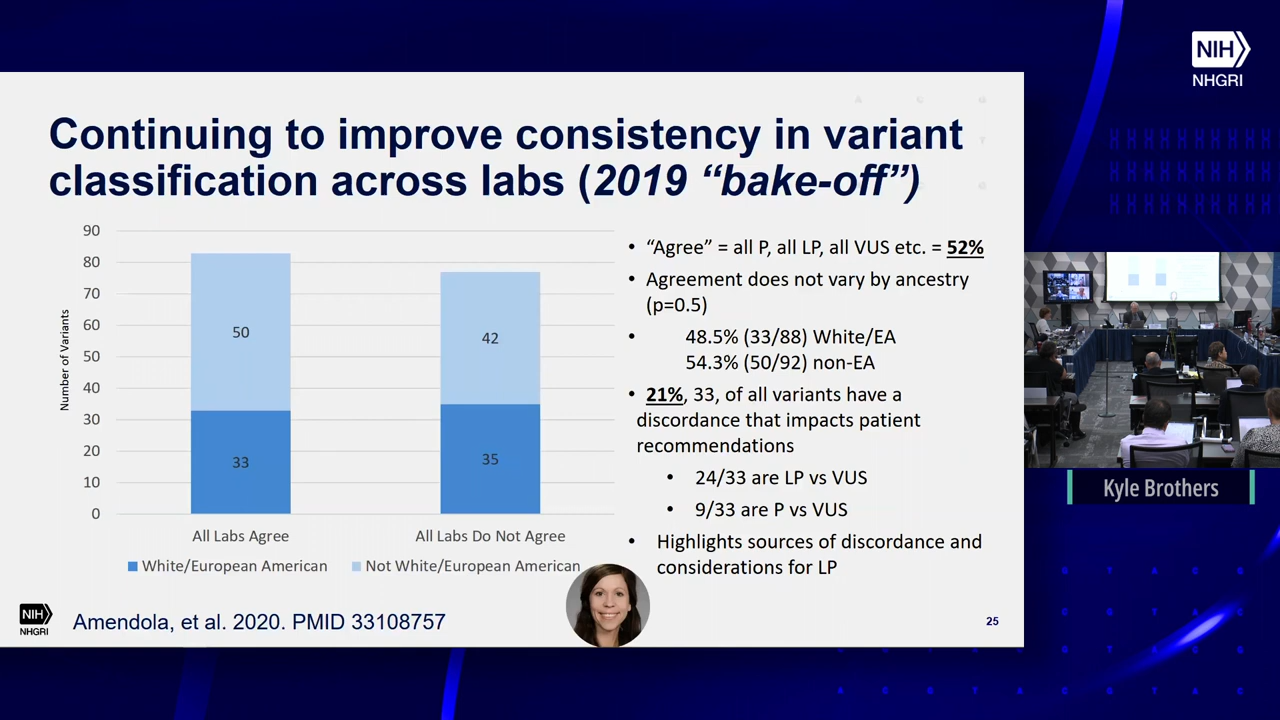 NIH
NHGRI
Continuing to improve consistency in variant
classification across labs (2019 “bake-off”)
90
80
70
60
50
40
30
20
10
0
Number of Variants
50
33
42
35
All Labs Agree
All Labs Do Not Agree
White/European American
Not White/European American
• “Agree” = all P, all LP, all VUS etc. = 52%
• Agreement does not vary by ancestry
(p=0.5)
• 48.5% (33/88) White/EA
54.3% (50/92) non-EA
• 21%, 33, of all variants have a
discordance that impacts patient
recommendations
• 24/33 are LP vs VUS
• 9/33 are P vs VUS
• Highlights sources of discordance and
considerations for LP
NIH
NHGRI
Amendola, et al. 2020. PMID 33108757
25
Kyle Brothers